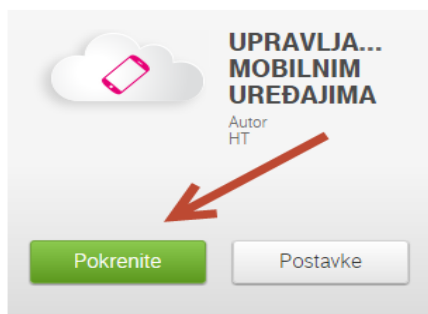 UPRAVLJA...
MOBILNIM
UREĐAJIMA
Autor
HT
Pokrenite
Postavke